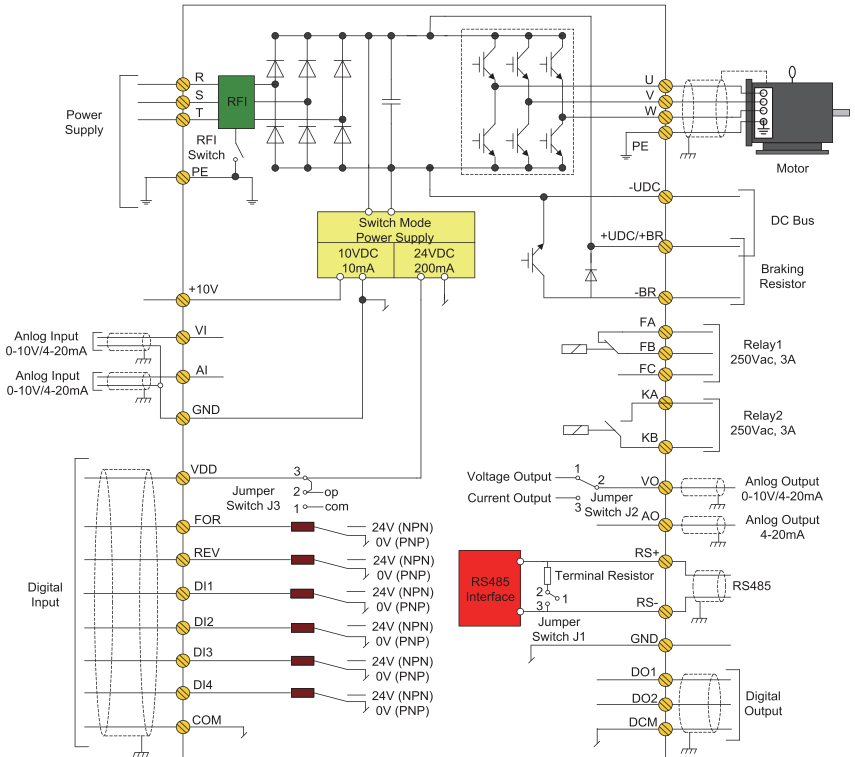 R
S
T
Power
Supply
RFI
RFI
Switch
PE
U
V
W
PE
Motor
-UDC
DC Bus
+UDC/+BR
Braking
Resistor
-BR
Switch Mode
Power Supply
10VDC
10mA
24VDC
200mA
+10V
Anlog Input
0-10V/4-20mA
VI
Anlog Input
0-10V/4-20mA
AI
GND
FA
FB
FC
Relay1
250Vac, 3A
KA
KB
Relay2
250Vac, 3A
VDD
3
2
op
1
com
Jumper
Switch J3
Voltage Output
1
2
Current Output
3
Jumper
Switch J2
VO
Anlog Output
0-10V/4-20mA
AO
Anlog Output
4-20mA
Digital
Input
FOR
24V (NPN)
0V (PNP)
REV
24V (NPN)
0V (PNP)
DI1
24V (NPN)
0V (PNP)
DI2
24V (NPN)
0V (PNP)
DI3
24V (NPN)
0V (PNP)
DI4
24V (NPN)
0V (PNP)
COM
RS485
Interface
Terminal Resistor
2
1
3
Jumper
Switch J1
RS+
RS-
RS485
GND
DO1
DO2
DCM
Digital
Output